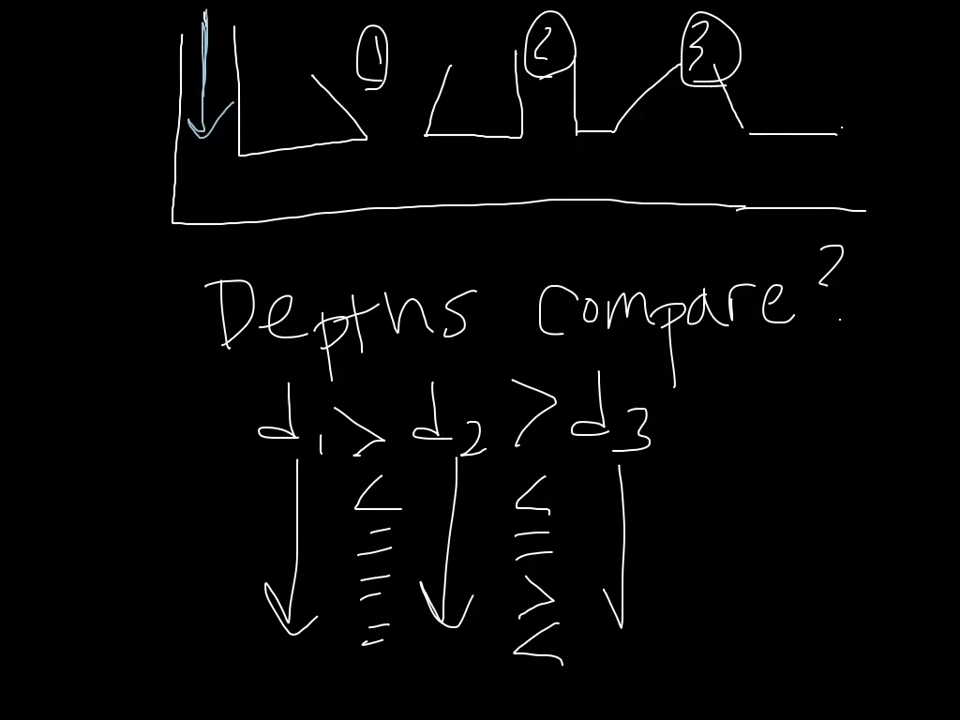 1 2 3
Depths compare?
d1 > d2 > d3
< <
= =
= >
= <